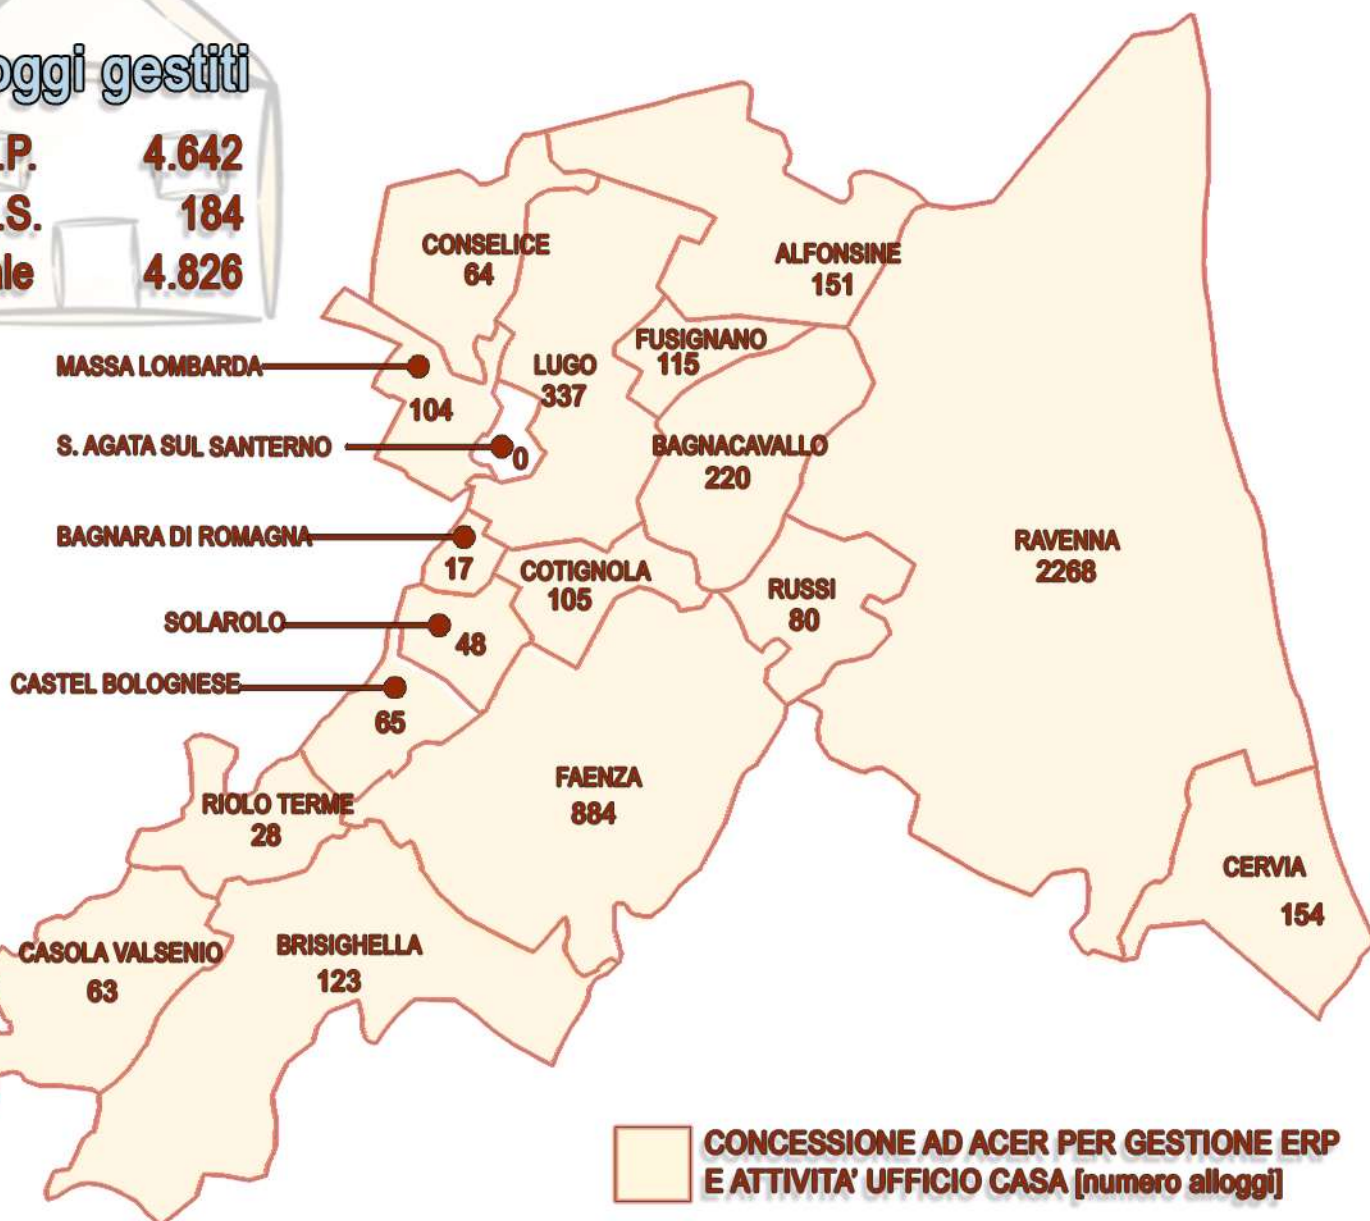 oggi gestiti
.P. 4.642
.S. 184
ale 4.826
CONSELICE
64
ALFONSINE
151
FUSIGNANO
115
MASSA LOMBARDA
104
LUGO
337
S. AGATA SUL SANTERNO
0
BAGNACAVALLO
220
BAGNARA DI ROMAGNA
17
COTIGNOLA
105
RAVENNA
2268
RUSSI
80
SOLAROLO
48
CASTEL BOLOGNESE
65
FAENZA
884
RIOLO TERME
28
CERVIA
154
CASOLA VALSENIO
63
BRISIGHELLA
123
CONCESSIONE AD ACER PER GESTIONE ERP
E ATTIVITA' UFFICIO CASA [numero alloggi]